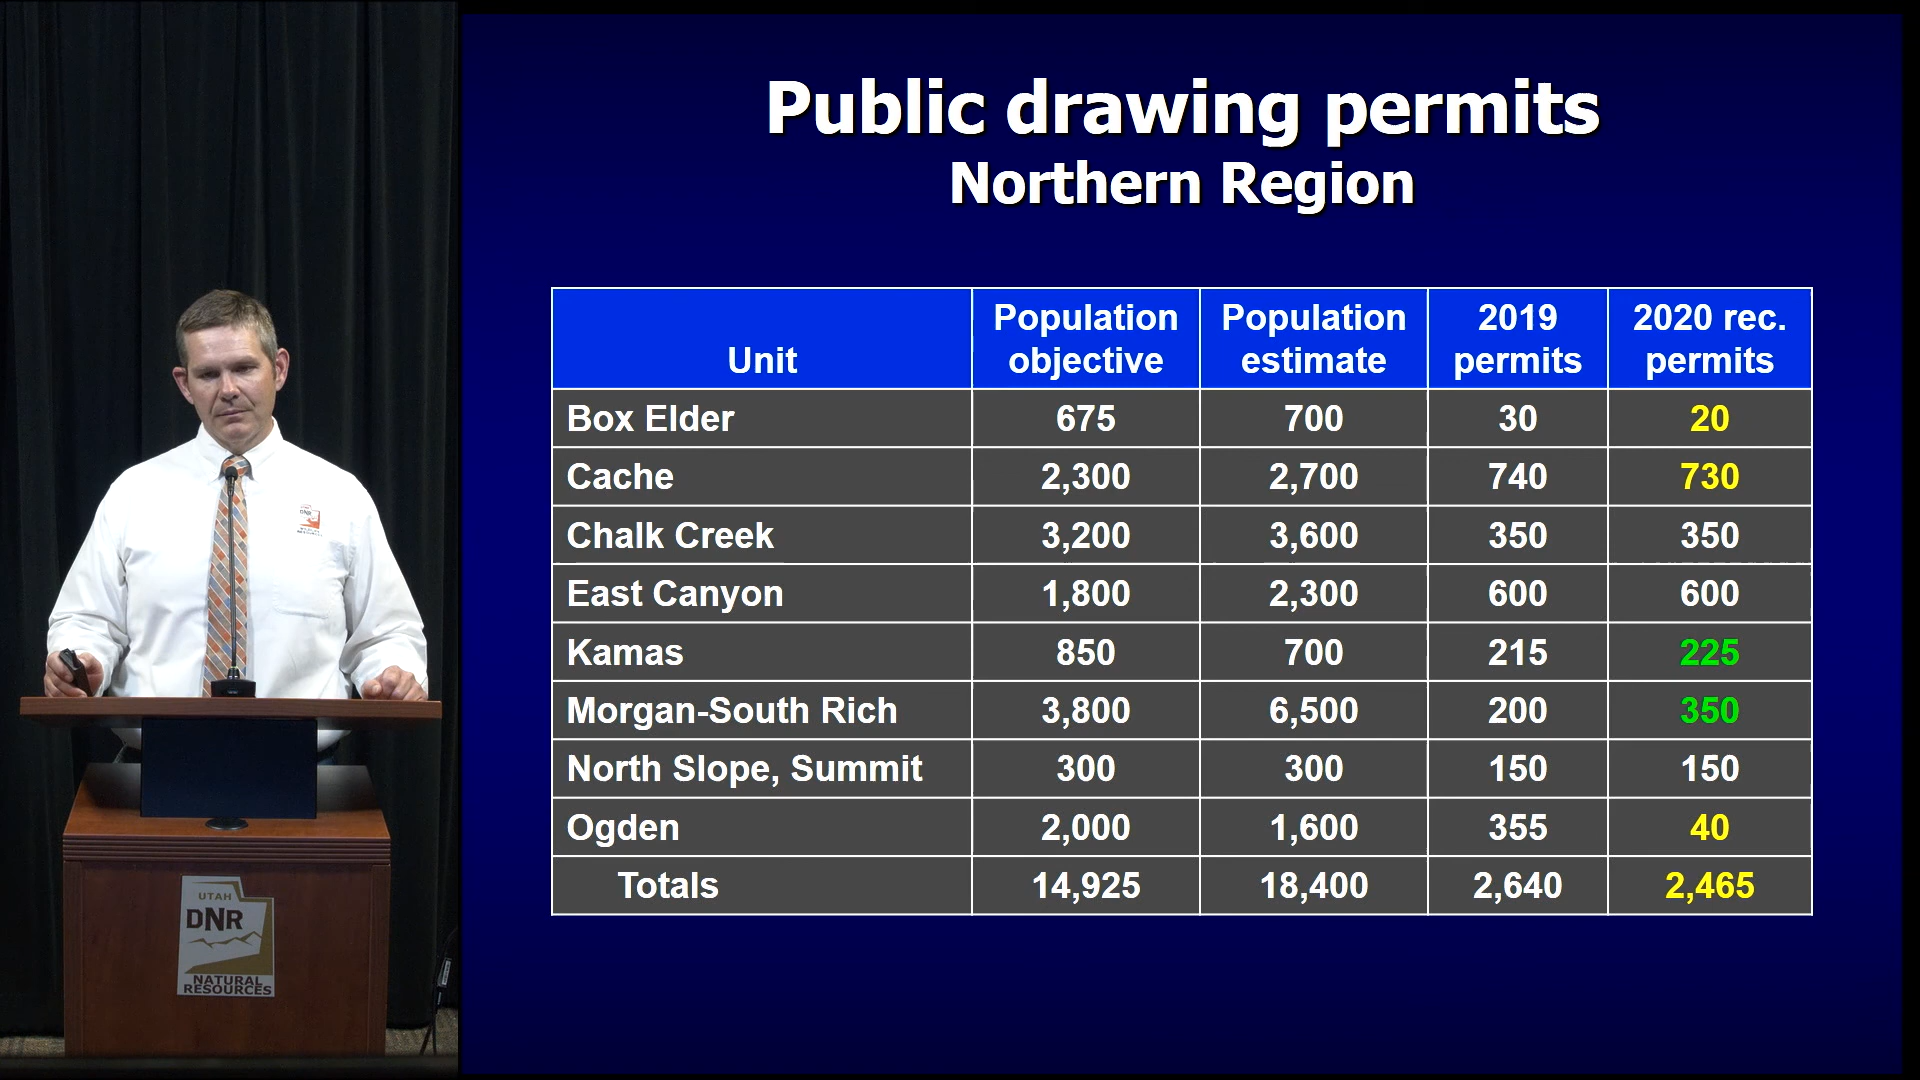 Public drawing permits
Northern Region
Unit | Population objective | Population estimate | 2019 permits | 2020 rec. permits
Box Elder | 675 | 700 | 30 | 20
Cache | 2,300 | 2,700 | 740 | 730
Chalk Creek | 3,200 | 3,600 | 350 | 350
East Canyon | 1,800 | 2,300 | 600 | 600
Kamas | 850 | 700 | 215 | 225
Morgan-South Rich | 3,800 | 6,500 | 200 | 350
North Slope, Summit | 300 | 300 | 150 | 150
Ogden | 2,000 | 1,600 | 355 | 40
Totals | 14,925 | 18,400 | 2,640 | 2,465
DNR
UTAH
DNR
NATURAL
RESOURCES